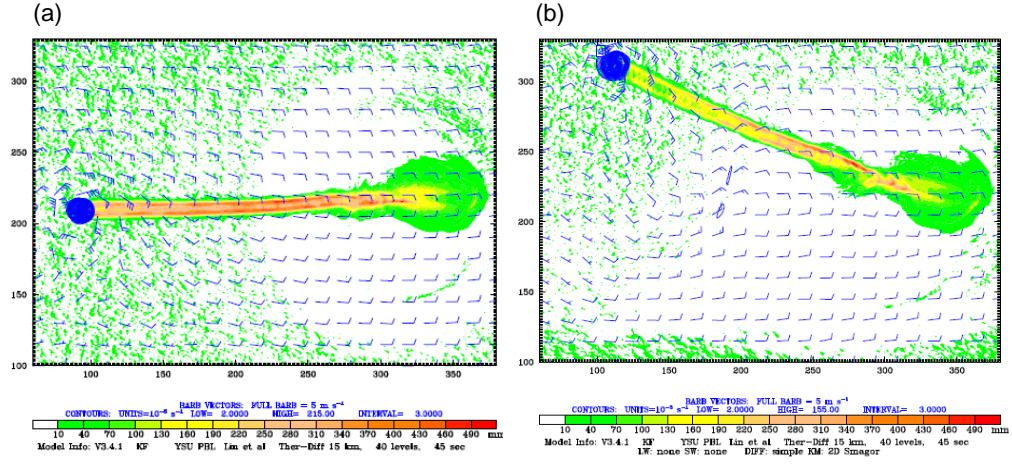 (a)
(b)
300
250
200
150
100
100
150
200
250
300
350
300
250
200
150
100
100
150
200
250
300
350
BARB VECTORS: FULL BARB = 5 m s⁻¹
CONTOURS: UNITS=10⁻⁵ s⁻¹ LOW= 2.0000 HIGH= 215.00 INTERVAL= 3.0000
10 40 70 100 130 160 190 220 250 280 310 340 370 400 430 460 490 mm
Model Info: V3.4.1 KF YSU PBL Lin et al Ther-Diff 15 km, 40 levels, 45 sec
BARB VECTORS: FULL BARB = 5 m s⁻¹
CONTOURS: UNITS=10⁻⁵ s⁻¹ LOW= 2.0000 HIGH= 155.00 INTERVAL= 3.0000
10 40 70 100 130 160 190 220 250 280 310 340 370 400 430 460 490 mm
Model Info: V3.4.1 KF YSU PBL Lin et al Ther-Diff 15 km, 40 levels, 45 sec
LW: none SW: none DIFF: simple KM: 2D Smagor